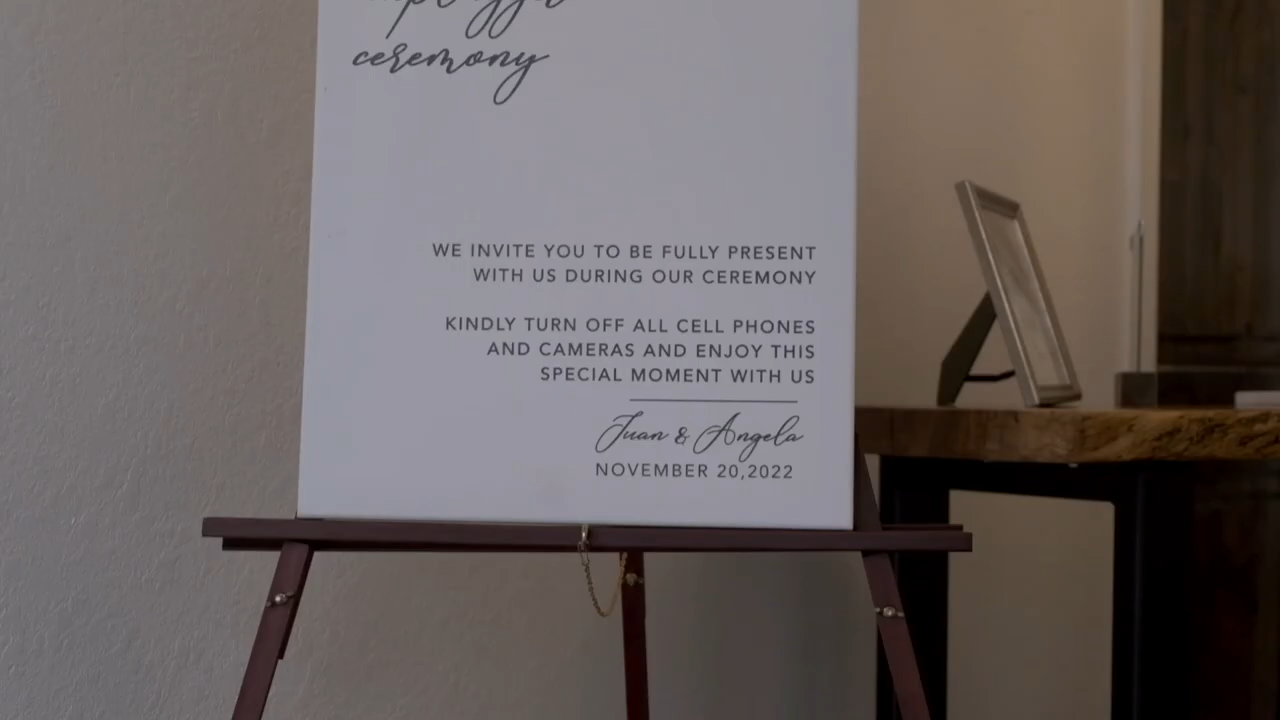 unplugged
ceremony
WE INVITE YOU TO BE FULLY PRESENT
WITH US DURING OUR CEREMONY
KINDLY TURN OFF ALL CELL PHONES
AND CAMERAS AND ENJOY THIS
SPECIAL MOMENT WITH US
Juan & Angela
NOVEMBER 20,2022